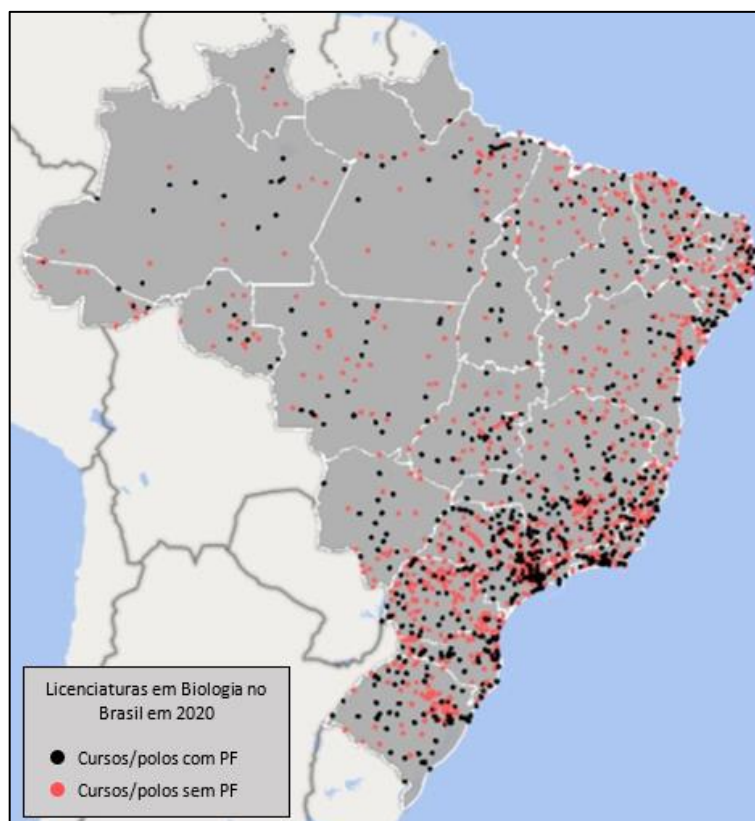 Licenciaturas em Biologia no
Brasil em 2020
Cursos/polos com PF
Cursos/polos sem PF